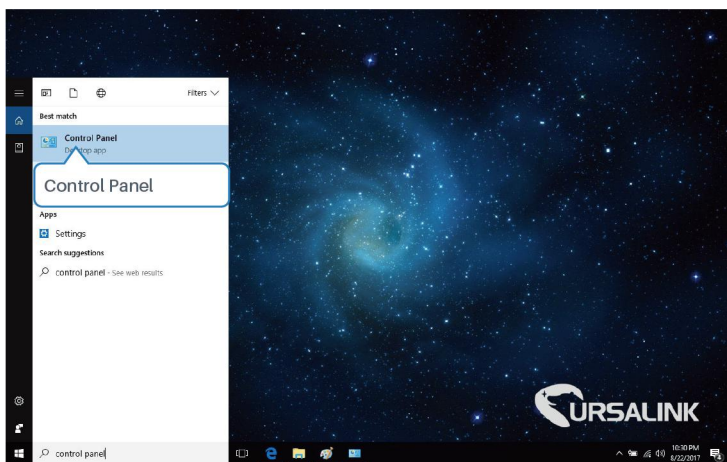 Filters
Best match
Control Panel
Desktop app
Control Panel
Apps
Settings
Search suggestions
control panel - See web results
URSALINK
control panel
10:30 PM
8/22/2017